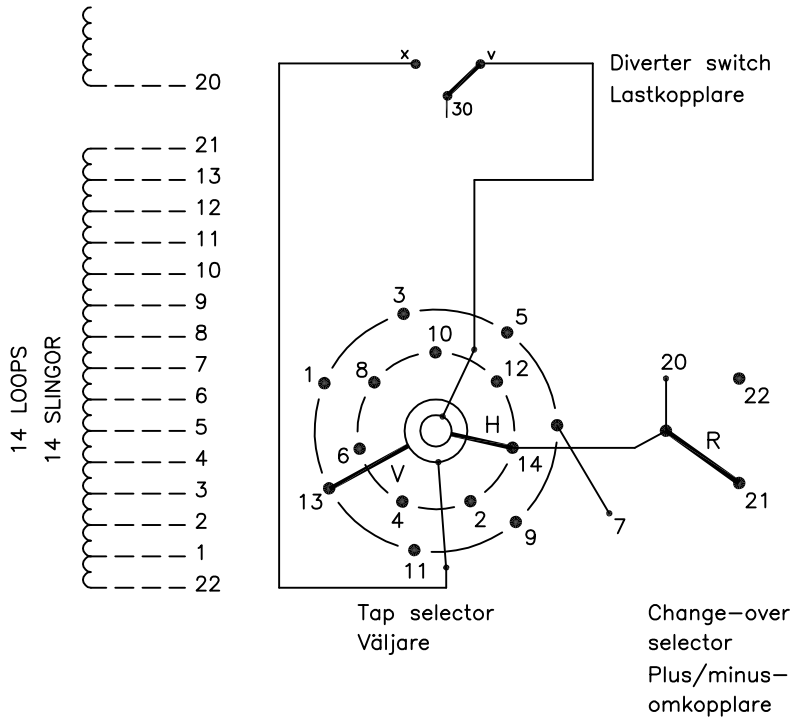 20
21
13
12
11
10
9
8
7
6
5
4
3
2
1
22
14 LOOPS
14 SLINGOR
x
v
30
Diverter switch
Lastkopplare
3
5
10
1
8
12
H
6
14
V
13
4
2
9
11
7
20
22
R
21
Tap selector
Väljare
Change-over
selector
Plus/minus-
omkopplare